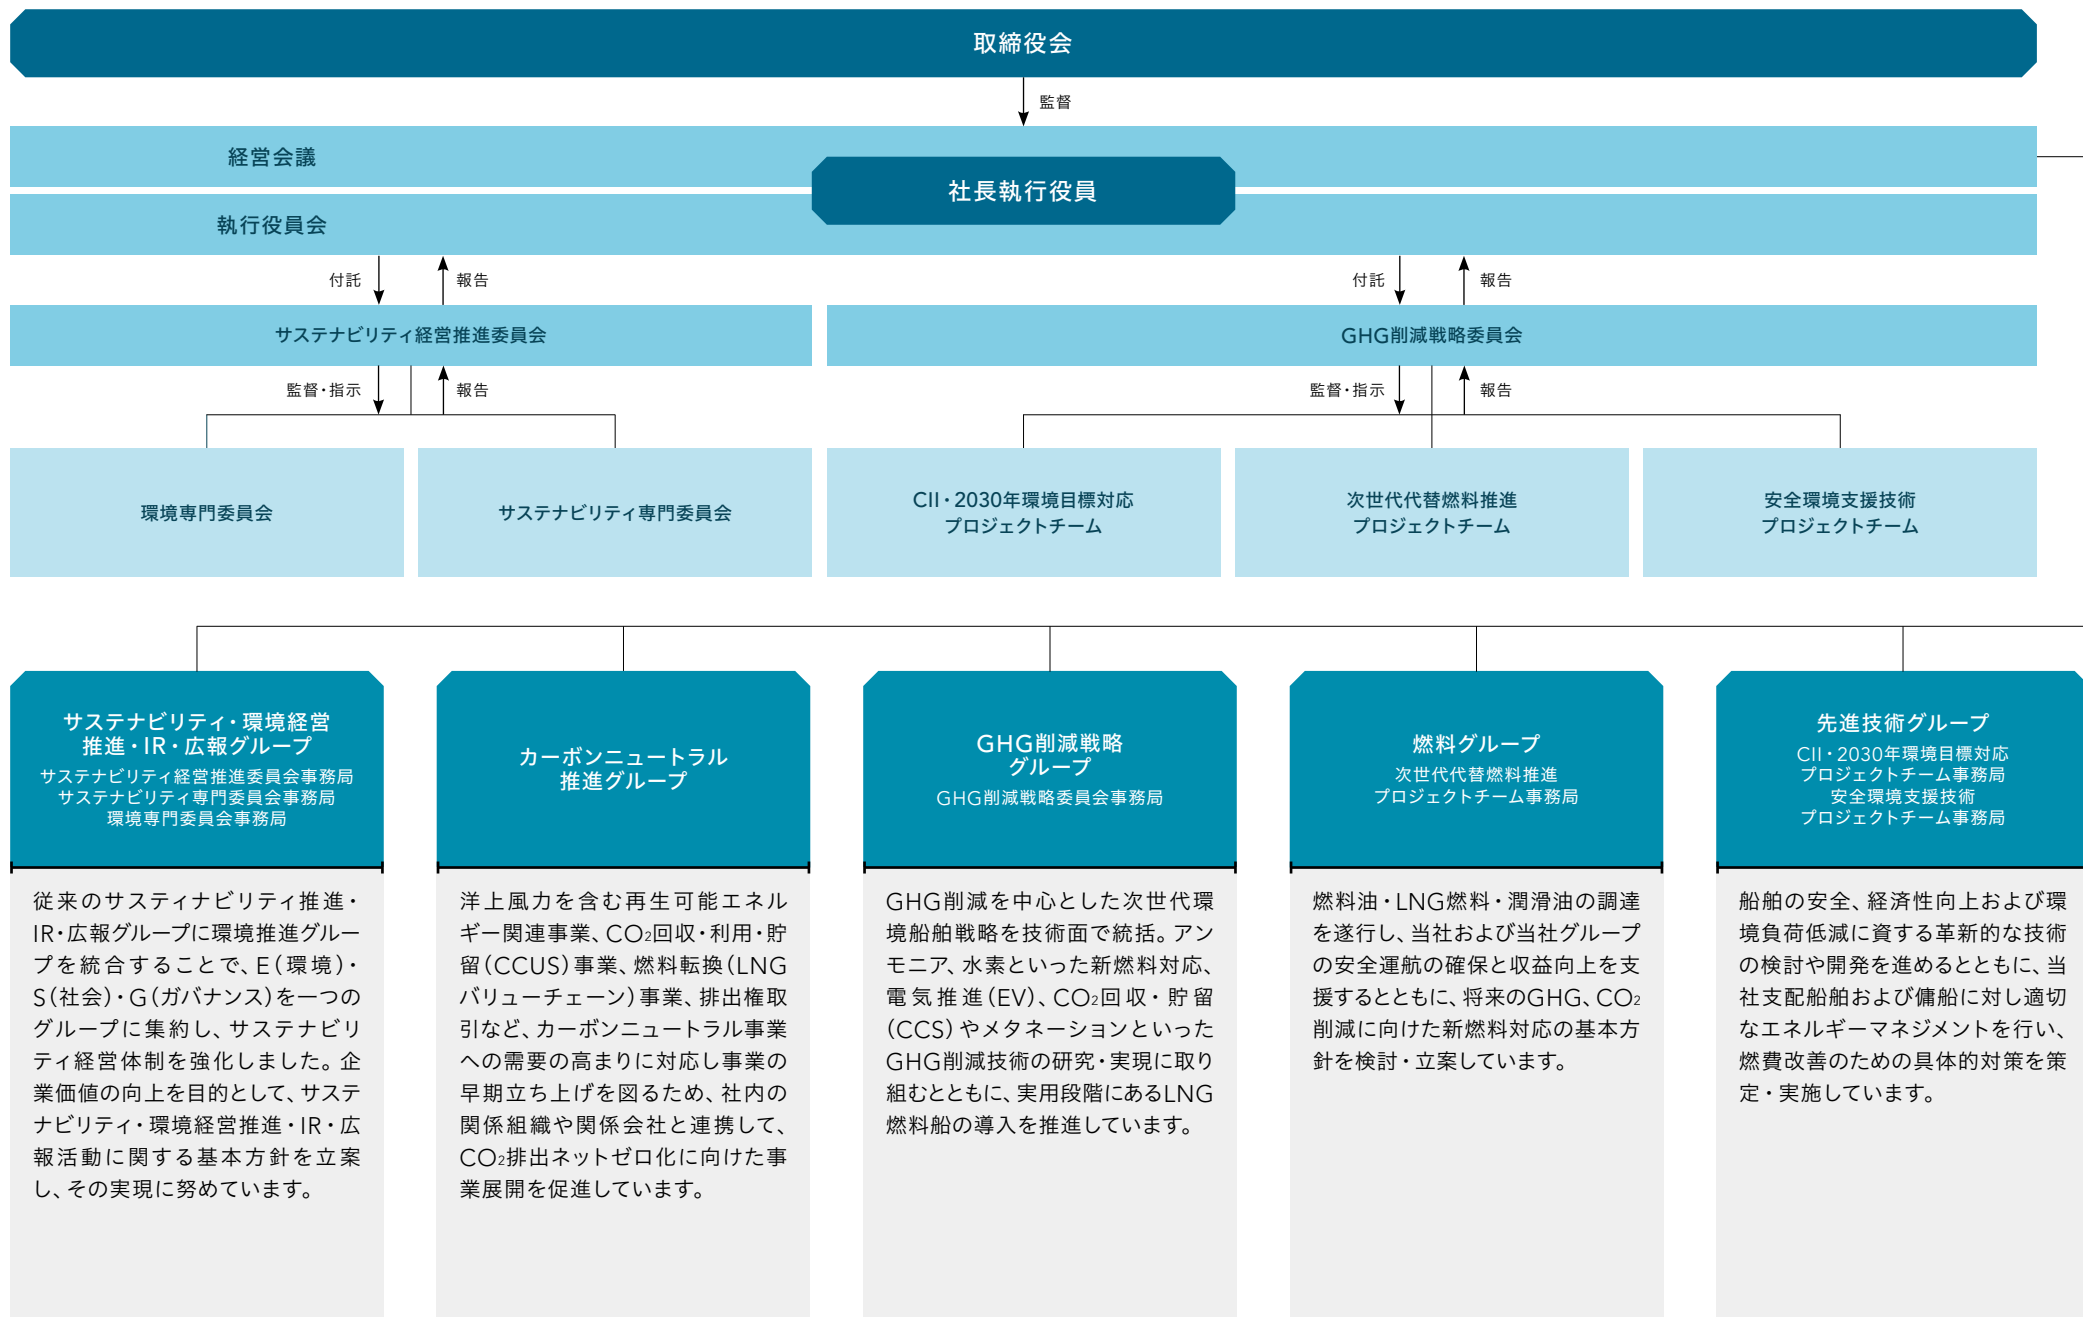 取締役会
監督
経営会議
社長執行役員
執行役員会
付託
報告
付託
報告
サステナビリティ経営推進委員会
GHG削減戦略委員会
監督・指示
報告
監督・指示
報告
環境専門委員会
サステナビリティ専門委員会
CII・2030年環境目標対応
プロジェクトチーム
次世代代替燃料推進
プロジェクトチーム
安全環境支援技術
プロジェクトチーム
サステナビリティ・環境経営
推進・IR・広報グループ
サステナビリティ経営推進委員会事務局
サステナビリティ専門委員会事務局
環境専門委員会事務局
従来のサスティナビリティ推進・
IR・広報グループに環境推進グルー
プを統合することで、E（環境）・
S（社会）・G（ガバナンス）を一つの
グループに集約し、サステナビリ
ティ経営体制を強化しました。企
業価値の向上を目的として、サステ
ナビリティ・環境経営推進・IR・広
報活動に関する基本方針を立案
し、その実現に努めています。
カーボンニュートラル
推進グループ
洋上風力を含む再生可能エネル
ギー関連事業、CO₂回収・利用・貯
留（CCUS）事業、燃料転換（LNG
バリューチェーン）事業、排出権取
引など、カーボンニュートラル事業
への需要の高まりに対応し事業の
早期立ち上げを図るため、社内の
関係組織や関係会社と連携して、
CO₂排出ネットゼロ化に向けた事
業展開を促進しています。
GHG削減戦略
グループ
GHG削減戦略委員会事務局
GHG削減を中心とした次世代環
境船舶戦略を技術面で統括。アン
モニア、水素といった新燃料対応、
電気推進（EV）、CO₂回収・貯留
（CCS）やメタネーションといった
GHG削減技術の研究・実現に取り
組むとともに、実用段階にあるLNG
燃料船の導入を推進しています。
燃料グループ
次世代代替燃料推進
プロジェクトチーム事務局
燃料油・LNG燃料・潤滑油の調達
を遂行し、当社および当社グループ
の安全運航の確保と収益向上を支
援するとともに、将来のGHG、CO₂
削減に向けた新燃料対応の基本方
針を検討・立案しています。
先進技術グループ
CII・2030年環境目標対応
プロジェクトチーム事務局
安全環境支援技術
プロジェクトチーム事務局
船舶の安全、経済性向上および環
境負荷低減に資する革新的な技術
の検討や開発を進めるとともに、当
社支配船舶および傭船に対し適切
なエネルギーマネジメントを行い、
燃費改善のための具体的対策を策
定・実施しています。